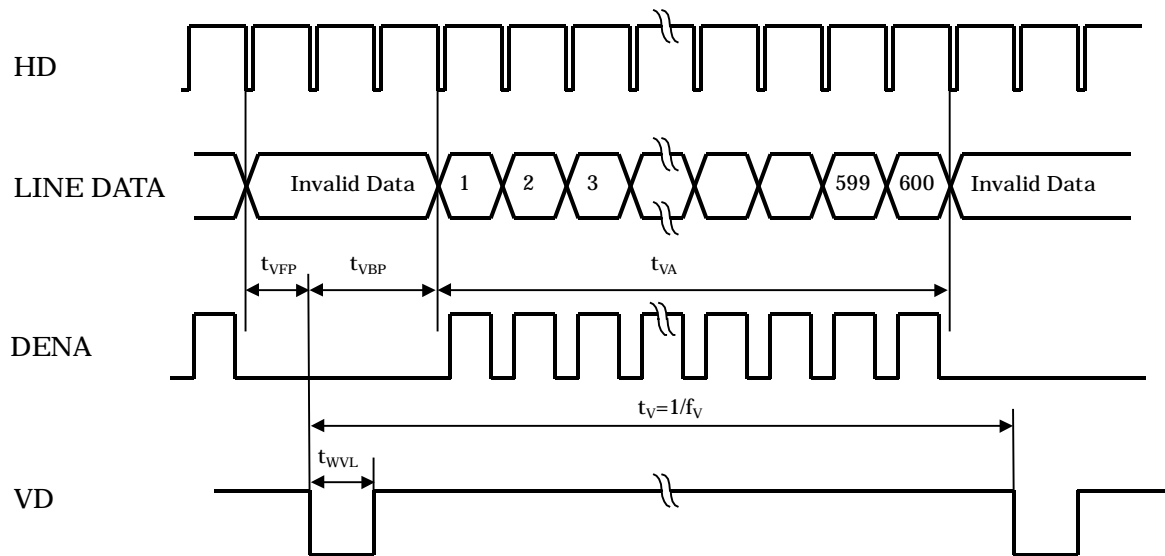 HD
LINE DATA
Invalid Data
1
2
3
599
600
Invalid Data
tVFP
tVBP
tVA
DENA
tV=1/fV
tWVL
VD